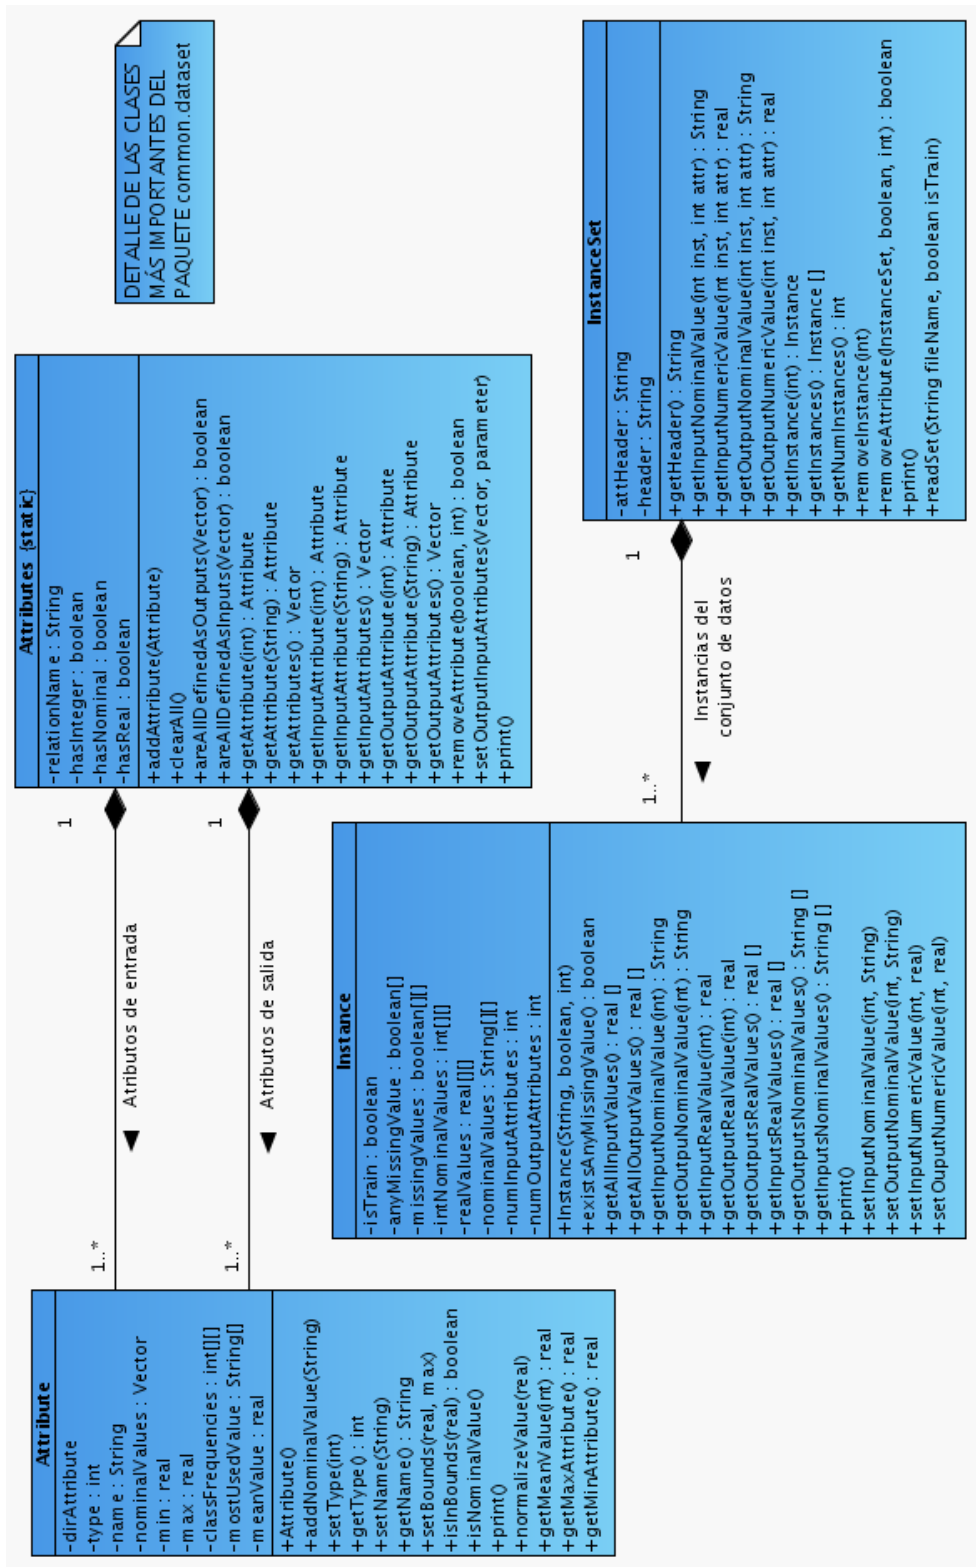 Attribute
-dirAttribute
-type : int
-name : String
-nominalValues : Vector
-min : real
-max : real
-classFrequencies : int[][]
-mostUsedValue : String[]
-meanValue : real
+Attribute()
+addNominalValue(String)
+setType(int)
+getType() : int
+setName(String)
+getName() : String
+setBounds(real, max)
+isInBounds(real) : boolean
+isNominalValue()
+print()
+normalizeValue(real)
+getMeanValue(int) : real
+getMaxAttribute() : real
+getMinAttribute() : real
1..*
Atributos de entrada
1
1..*
Atributos de salida
1
Attributes {static}
-relationName : String
-hasInteger : boolean
-hasNominal : boolean
-hasReal : boolean
+addAttribute(Attribute)
+clearAll()
+areAllDefinedAsOutputs(Vector) : boolean
+areAllDefinedAsInputs(Vector) : boolean
+getAttribute(int) : Attribute
+getAttribute(String) : Attribute
+getAttributes() : Vector
+getInputAttribute(int) : Attribute
+getInputAttribute(String) : Attribute
+getInputAttributes() : Vector
+getOutputAttribute(int) : Attribute
+getOutputAttribute(String) : Attribute
+getOutputAttributes() : Vector
+removeAttribute(boolean, int) : boolean
+setOutputInputAttributes(Vector, parameter)
+print()
DETALLE DE LAS CLASES
MÁS IMPORTANTES DEL
PAQUETE common.dataset
Instance
-isTrain : boolean
-anyMissingValue : boolean[]
-missingValues : boolean[][]
-intNominalValues : int[][]
-realValues : real[][]
-nominalValues : String[][]
-numInputAttributes : int
-numOutputAttributes : int
+Instance(String, boolean, int)
+existsAnyMissingValue() : boolean
+getAllInputValues() : real []
+getAllOutputValues() : real []
+getInputNominalValue(int) : String
+getOutputNominalValue(int) : String
+getInputRealValue(int) : real
+getOutputRealValue(int) : real
+getOutputsRealValues() : real []
+getInputsRealValues() : real []
+getOutputsNominalValues() : String []
+getInputsNominalValues() : String []
+print()
+setInputNominalValue(int, String)
+setOutputNominalValue(int, String)
+setInputNumericValue(int, real)
+setOuputNumericValue(int, real)
1..*
Instancias del
conjunto de datos
1
InstanceSet
-attHeader : String
-header : String
+getHeader() : String
+getInputNominalValue(int inst, int attr) : String
+getInputNumericValue(int inst, int attr) : real
+getOutputNominalValue(int inst, int attr) : String
+getOutputNumericValue(int inst, int attr) : real
+getInstance(int) : Instance
+getInstances() : Instance []
+getNumInstances() : int
+removeInstance(int)
+removeAttribute(InstanceSet, boolean, int) : boolean
+print()
+readSet(String fileName, boolean isTrain)